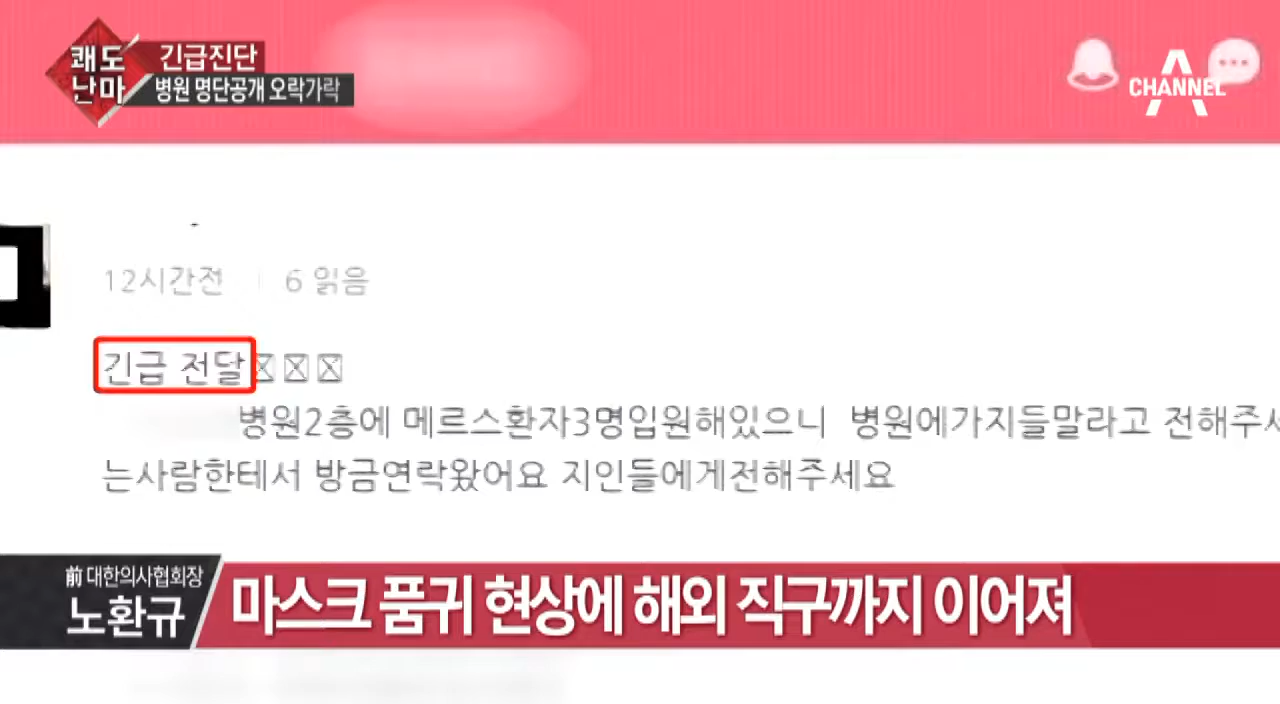 쾌도난마
긴급진단
병원 명단공개 오락가락
CHANNEL A
12시간전 | 6 읽음
긴급 전달
병원2층에 메르스환자3명입원해있으니 병원에가지들말라고 전해주세
는사람한테서 방금연락왔어요 지인들에게전해주세요
前 대한의사협회장
노환규
마스크 품귀 현상에 해외 직구까지 이어져